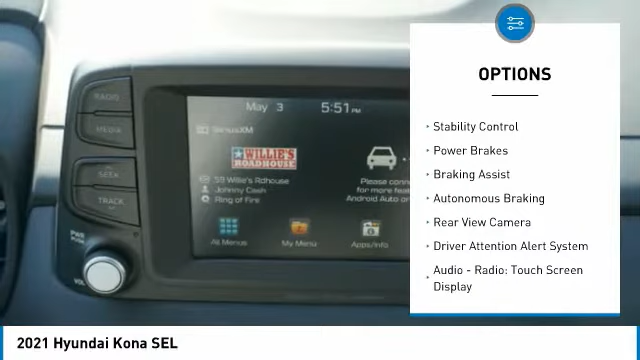 RADIO
MEDIA
SEEK
TRACK
PWR
PUSH
VOL
May 3
5:51 PM
SiriusXM
WILLIE'S
ROADHOUSE
59 Willie's Rdhouse
Johnny Cash
Ring of Fire
Please conn
for more feat
Android Auto or
All Menus
My Menu
Apps/Info
OPTIONS
Stability Control
Power Brakes
Braking Assist
Autonomous Braking
Rear View Camera
Driver Attention Alert System
Audio - Radio: Touch Screen
Display
2021 Hyundai Kona SEL